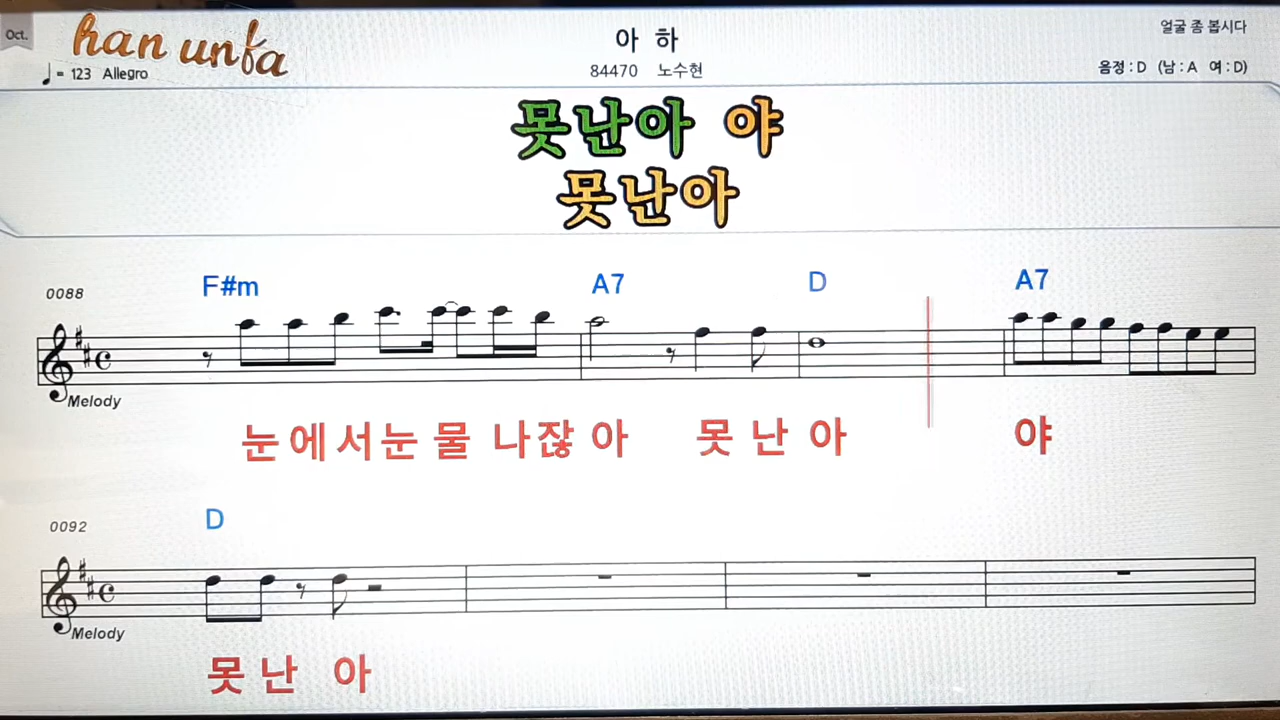 Oct.
han unfa
♩= 123 Allegro
아 하
84470 노수현
얼굴 좀 봅시다
음정 : D (남 : A 여 : D)
못난아 야
못난아
0088
F#m A7 D A7
Melody
눈에서눈물 나잖아 못난아 야
0092
D
Melody
못난 아